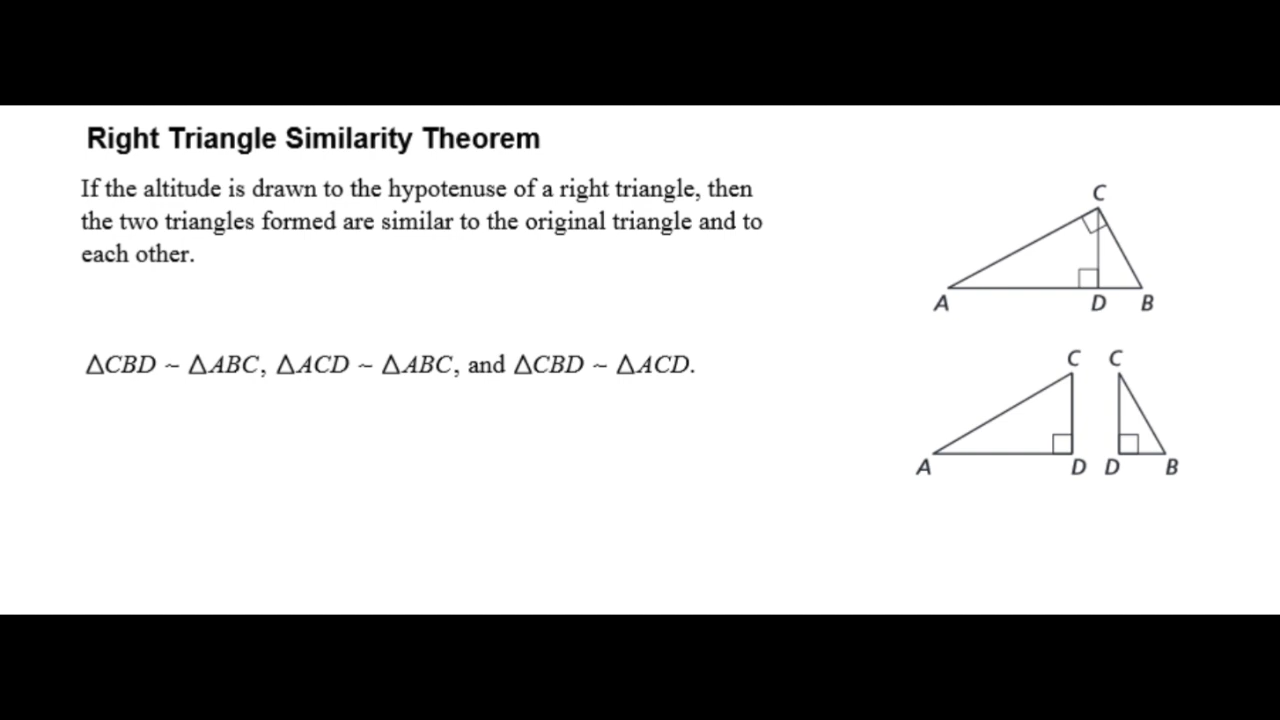 Right Triangle Similarity Theorem
If the altitude is drawn to the hypotenuse of a right triangle, then
the two triangles formed are similar to the original triangle and to
each other.
C
A D B
△CBD ~ △ABC, △ACD ~ △ABC, and △CBD ~ △ACD.
C C
A D D B